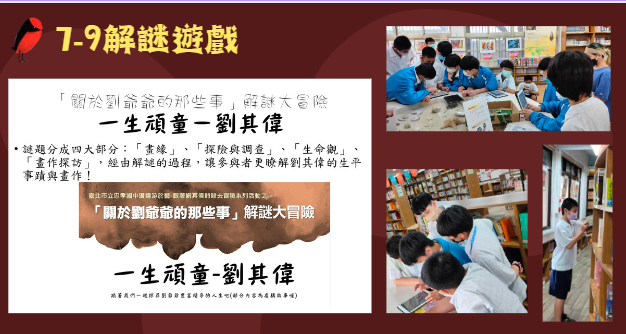 7-9解謎遊戲
「關於劉爺爺的那些事」解謎大冒險
一生頑童－劉其偉
• 謎題分成四大部分：「畫緣」、「探險與調查」、「生命觀」、
「畫作探訪」，經由解謎的過程，讓參與者更瞭解劉其偉的生平
事蹟與畫作！
「關於劉爺爺的那些事」解謎大冒險
一生頑童-劉其偉